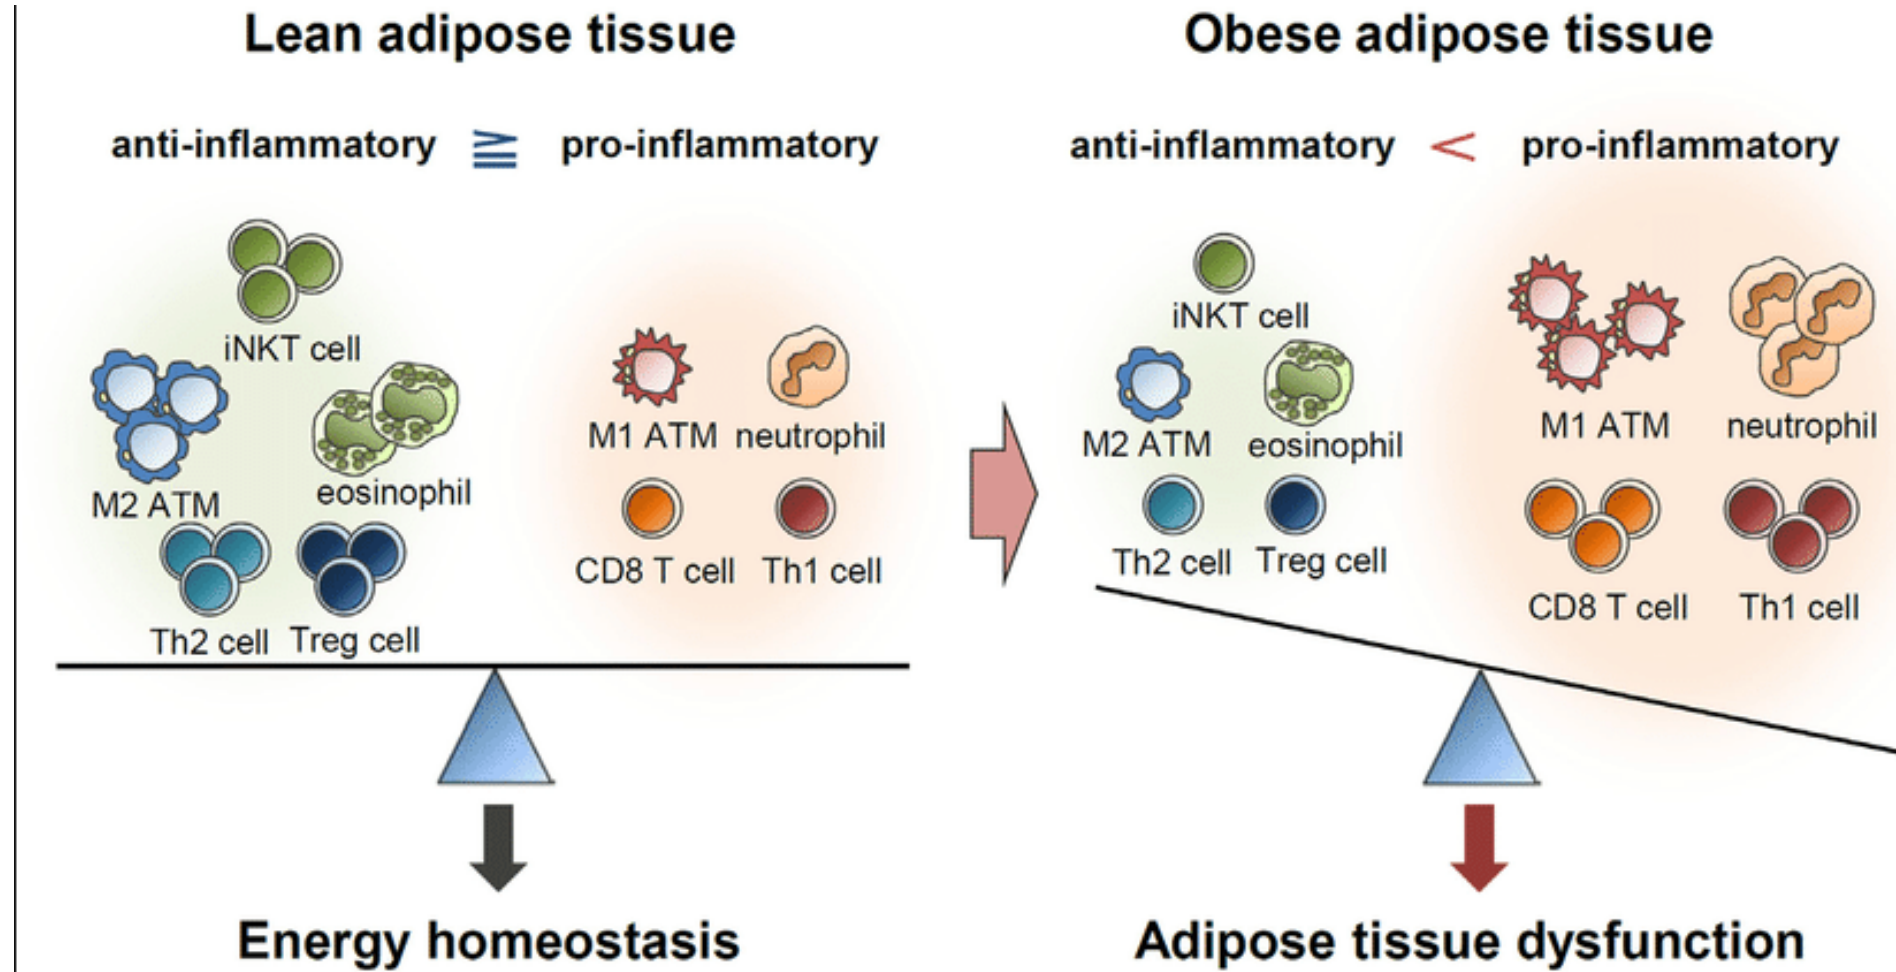 Lean adipose tissue
anti-inflammatory ≧ pro-inflammatory
iNKT cell
M2 ATM
eosinophil
Th2 cell
Treg cell
M1 ATM
neutrophil
CD8 T cell
Th1 cell
Energy homeostasis
Obese adipose tissue
anti-inflammatory < pro-inflammatory
iNKT cell
M2 ATM
eosinophil
Th2 cell
Treg cell
M1 ATM
neutrophil
CD8 T cell
Th1 cell
Adipose tissue dysfunction